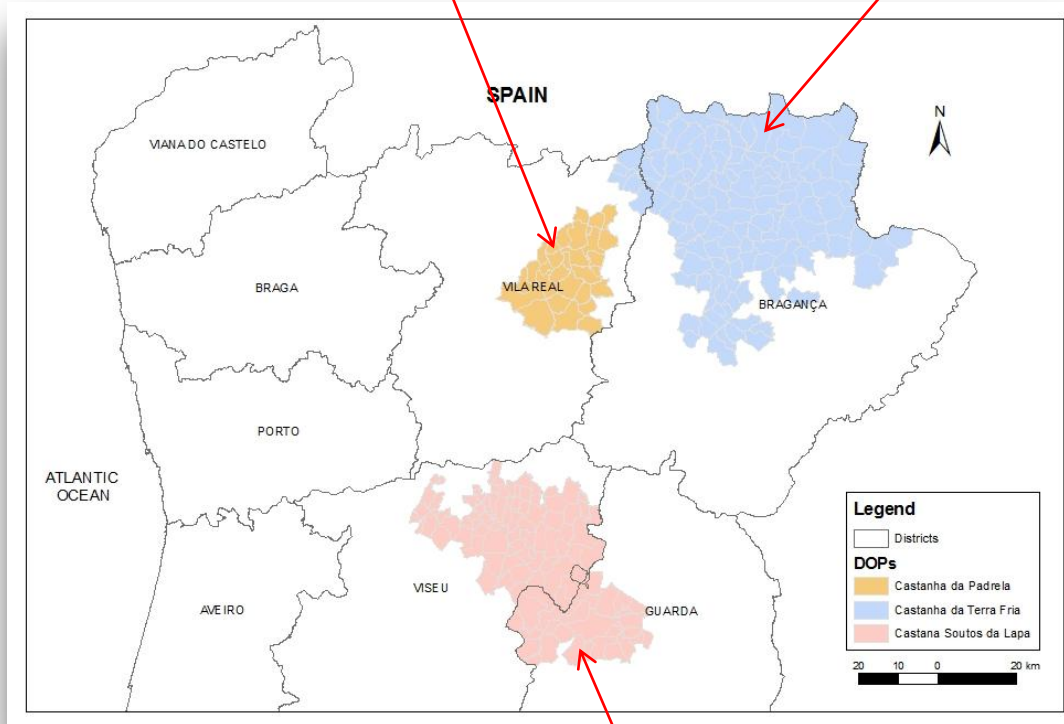 SPAIN
N
VIANA DO CASTELO
BRAGA
VILA REAL
BRAGANÇA
PORTO
ATLANTIC
OCEAN
AVEIRO
VISEU
GUARDA
Legend
Districts
DOPs
Castanha da Padrela
Castanha da Terra Fria
Castana Soutos da Lapa
20 10 0 20 km